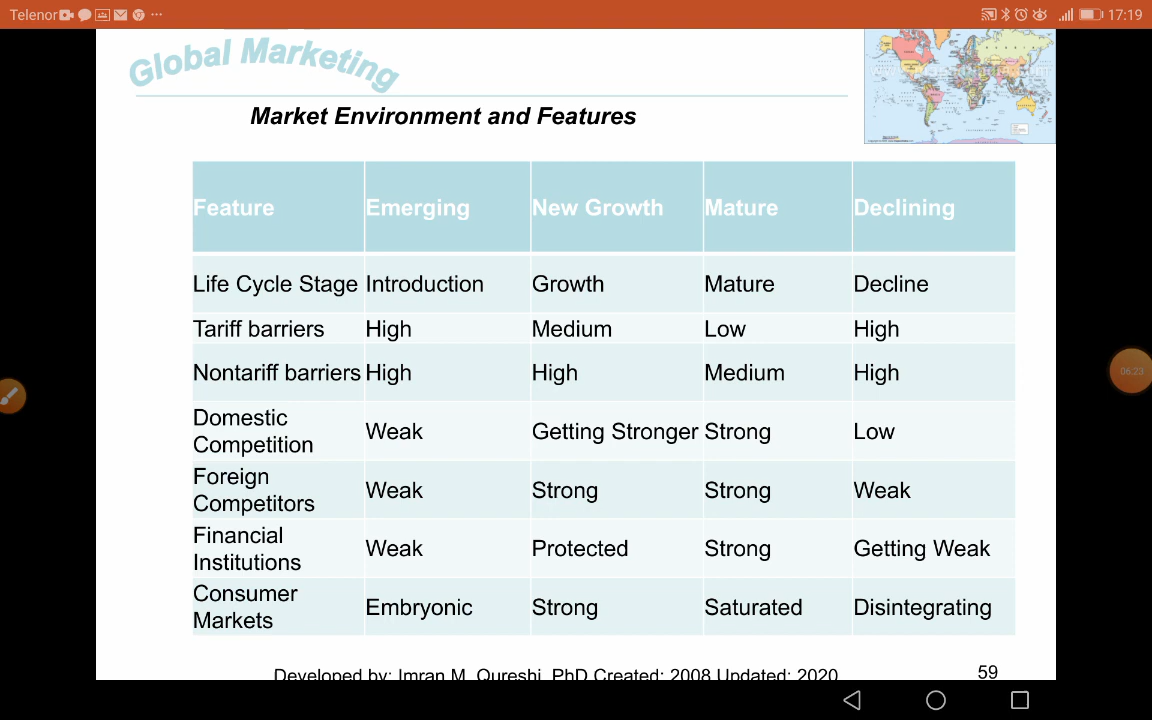 Telenor
17:19
Global Marketing
Market Environment and Features
Feature Emerging New Growth Mature Declining
Life Cycle Stage Introduction Growth Mature Decline
Tariff barriers High Medium Low High
Nontariff barriers High High Medium High
Domestic Competition Weak Getting Stronger Strong Low
Foreign Competitors Weak Strong Strong Weak
Financial Institutions Weak Protected Strong Getting Weak
Consumer Markets Embryonic Strong Saturated Disintegrating
06:23
Developed by: Imran M. Qureshi, PhD Created: 2008 Updated: 2020
59